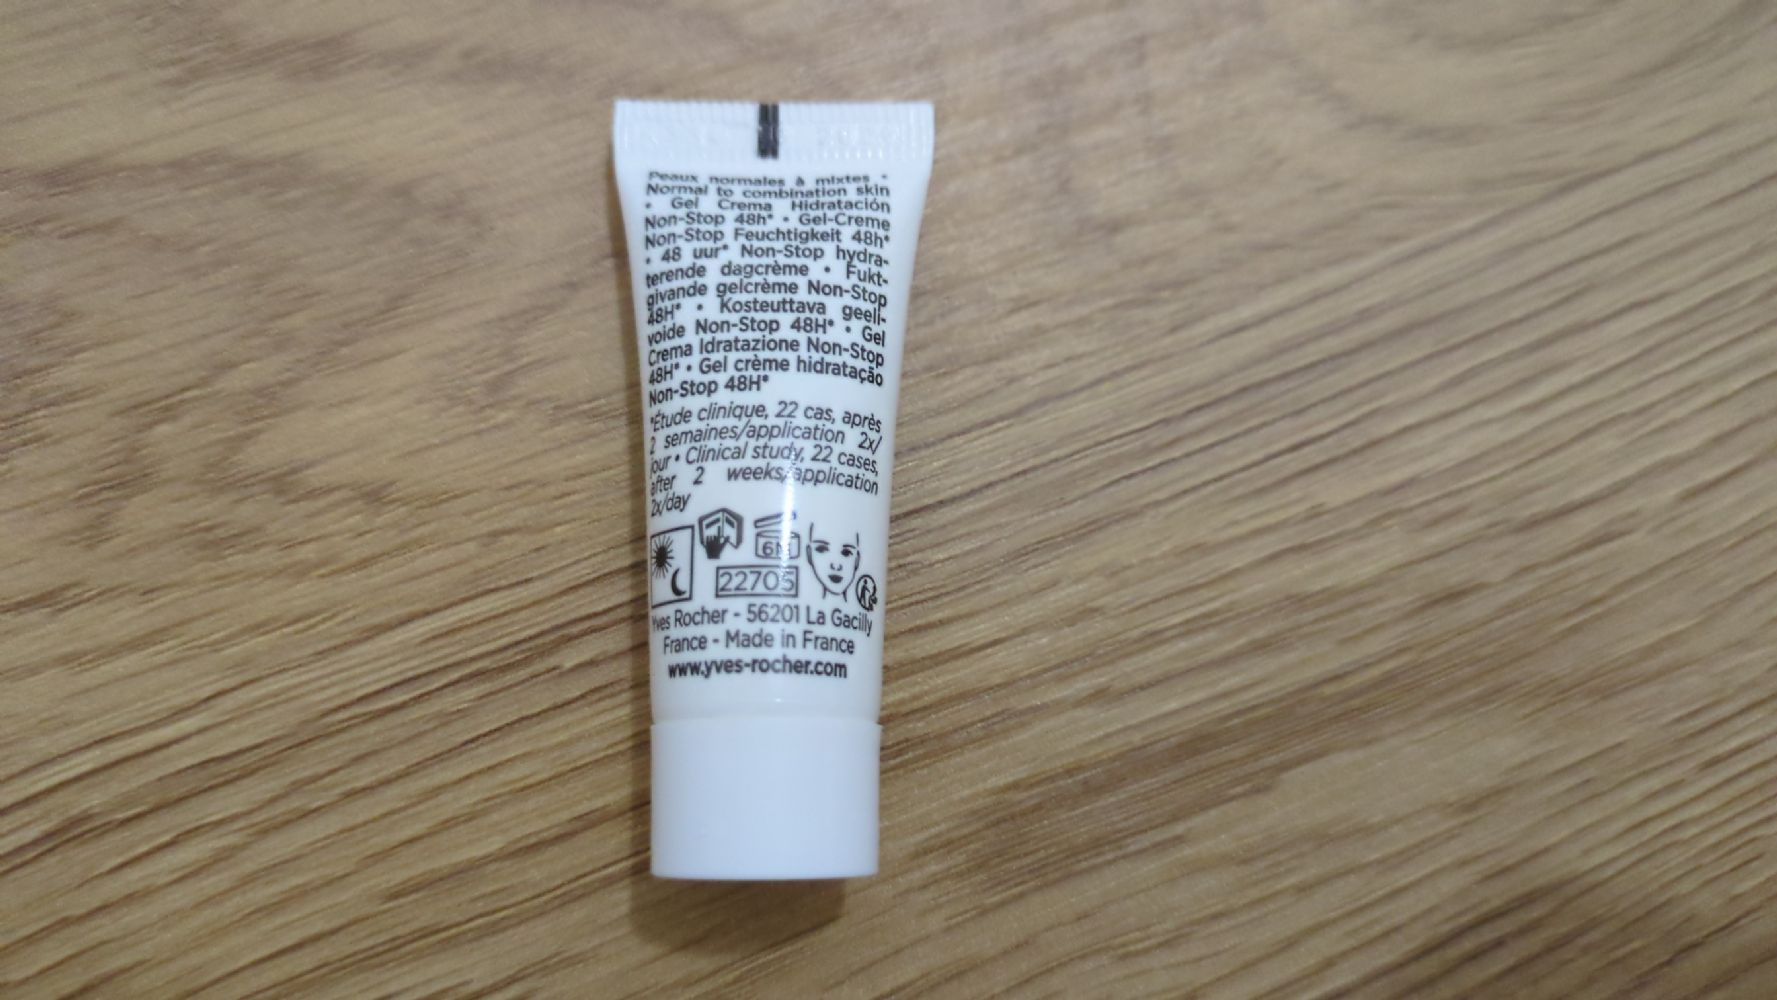 Peaux normales à mixtes •
Normal to combination skin
• Gel Crema Hidratación
Non-Stop 48h* • Gel-Creme
Non-Stop Feuchtigkeit 48h*
• 48 uur* Non-Stop hydra-
terende dagcrème • Fukt-
givande gelcrème Non-Stop
48H* • Kosteuttava geeli-
voide Non-Stop 48H* • Gel
Crema Idratazione Non-Stop
48H* • Gel crème hidratação
Non-Stop 48H*
*Étude clinique, 22 cas, après
2 semaines/application 2x/
jour • Clinical study, 22 cases,
after 2 weeks/application
2x/day
6M
22705
Yves Rocher - 56201 La Gacilly
France - Made in France
www.yves-rocher.com